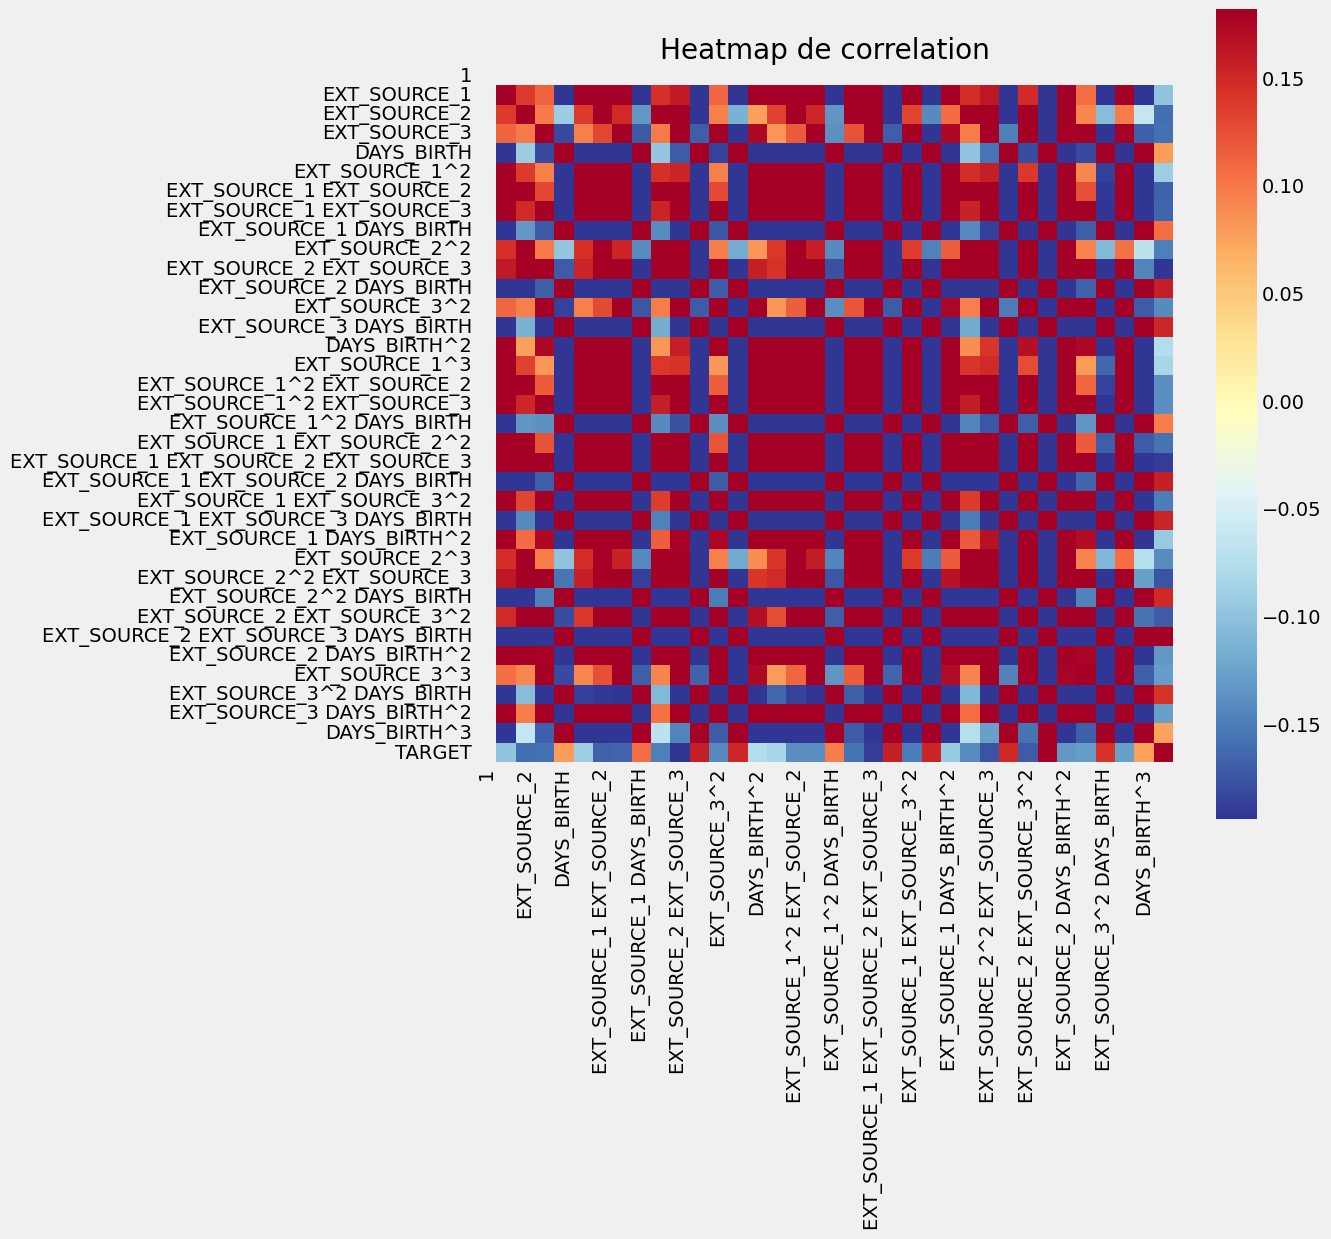 Heatmap de correlation
1
EXT_SOURCE_1
EXT_SOURCE_2
EXT_SOURCE_3
DAYS_BIRTH
EXT_SOURCE_1^2
EXT_SOURCE_1 EXT_SOURCE_2
EXT_SOURCE_1 EXT_SOURCE_3
EXT_SOURCE_1 DAYS_BIRTH
EXT_SOURCE_2^2
EXT_SOURCE_2 EXT_SOURCE_3
EXT_SOURCE_2 DAYS_BIRTH
EXT_SOURCE_3^2
EXT_SOURCE_3 DAYS_BIRTH
DAYS_BIRTH^2
EXT_SOURCE_1^3
EXT_SOURCE_1^2 EXT_SOURCE_2
EXT_SOURCE_1^2 EXT_SOURCE_3
EXT_SOURCE_1^2 DAYS_BIRTH
EXT_SOURCE_1 EXT_SOURCE_2^2
EXT_SOURCE_1 EXT_SOURCE_2 EXT_SOURCE_3
EXT_SOURCE_1 EXT_SOURCE_2 DAYS_BIRTH
EXT_SOURCE_1 EXT_SOURCE_3^2
EXT_SOURCE_1 EXT_SOURCE_3 DAYS_BIRTH
EXT_SOURCE_1 DAYS_BIRTH^2
EXT_SOURCE_2^3
EXT_SOURCE_2^2 EXT_SOURCE_3
EXT_SOURCE_2^2 DAYS_BIRTH
EXT_SOURCE_2 EXT_SOURCE_3^2
EXT_SOURCE_2 EXT_SOURCE_3 DAYS_BIRTH
EXT_SOURCE_2 DAYS_BIRTH^2
EXT_SOURCE_3^3
EXT_SOURCE_3^2 DAYS_BIRTH
EXT_SOURCE_3 DAYS_BIRTH^2
DAYS_BIRTH^3
TARGET
1
EXT_SOURCE_2
DAYS_BIRTH
EXT_SOURCE_1 EXT_SOURCE_2
EXT_SOURCE_1 DAYS_BIRTH
EXT_SOURCE_2 EXT_SOURCE_3
EXT_SOURCE_3^2
DAYS_BIRTH^2
EXT_SOURCE_1^2 EXT_SOURCE_2
EXT_SOURCE_1^2 DAYS_BIRTH
EXT_SOURCE_1 EXT_SOURCE_2 EXT_SOURCE_3
EXT_SOURCE_1 EXT_SOURCE_3^2
EXT_SOURCE_1 DAYS_BIRTH^2
EXT_SOURCE_2^2 EXT_SOURCE_3
EXT_SOURCE_2 EXT_SOURCE_3^2
EXT_SOURCE_2 DAYS_BIRTH^2
EXT_SOURCE_3^2 DAYS_BIRTH
DAYS_BIRTH^3
0.15
0.10
0.05
0.00
−0.05
−0.10
−0.15